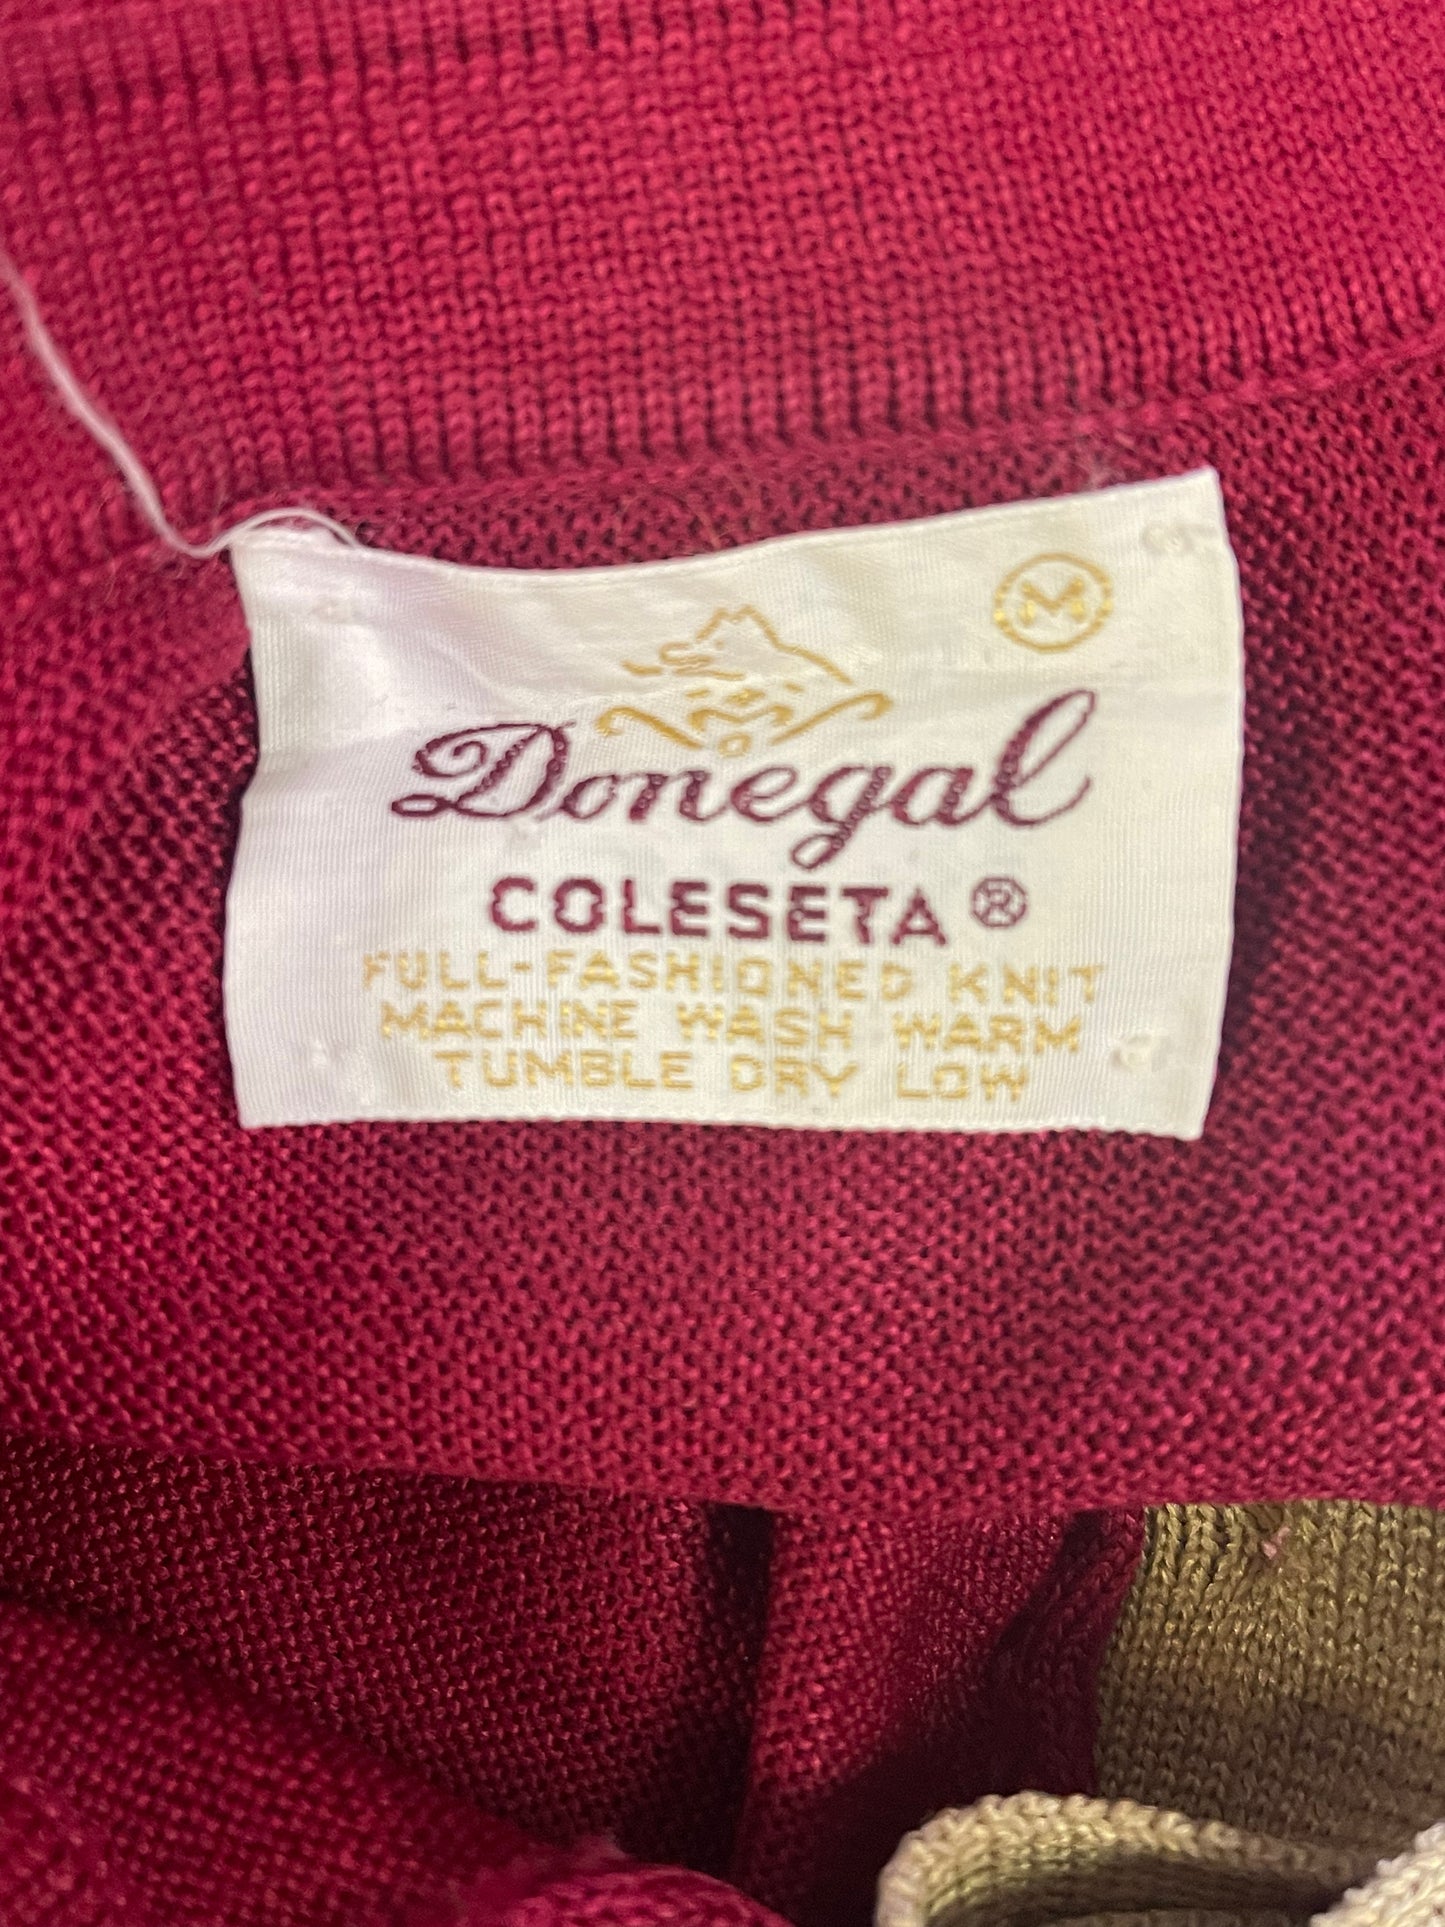 M
Donegal
COLESETA ®
FULL-FASHIONED KNIT
MACHINE WASH WARM
TUMBLE DRY LOW